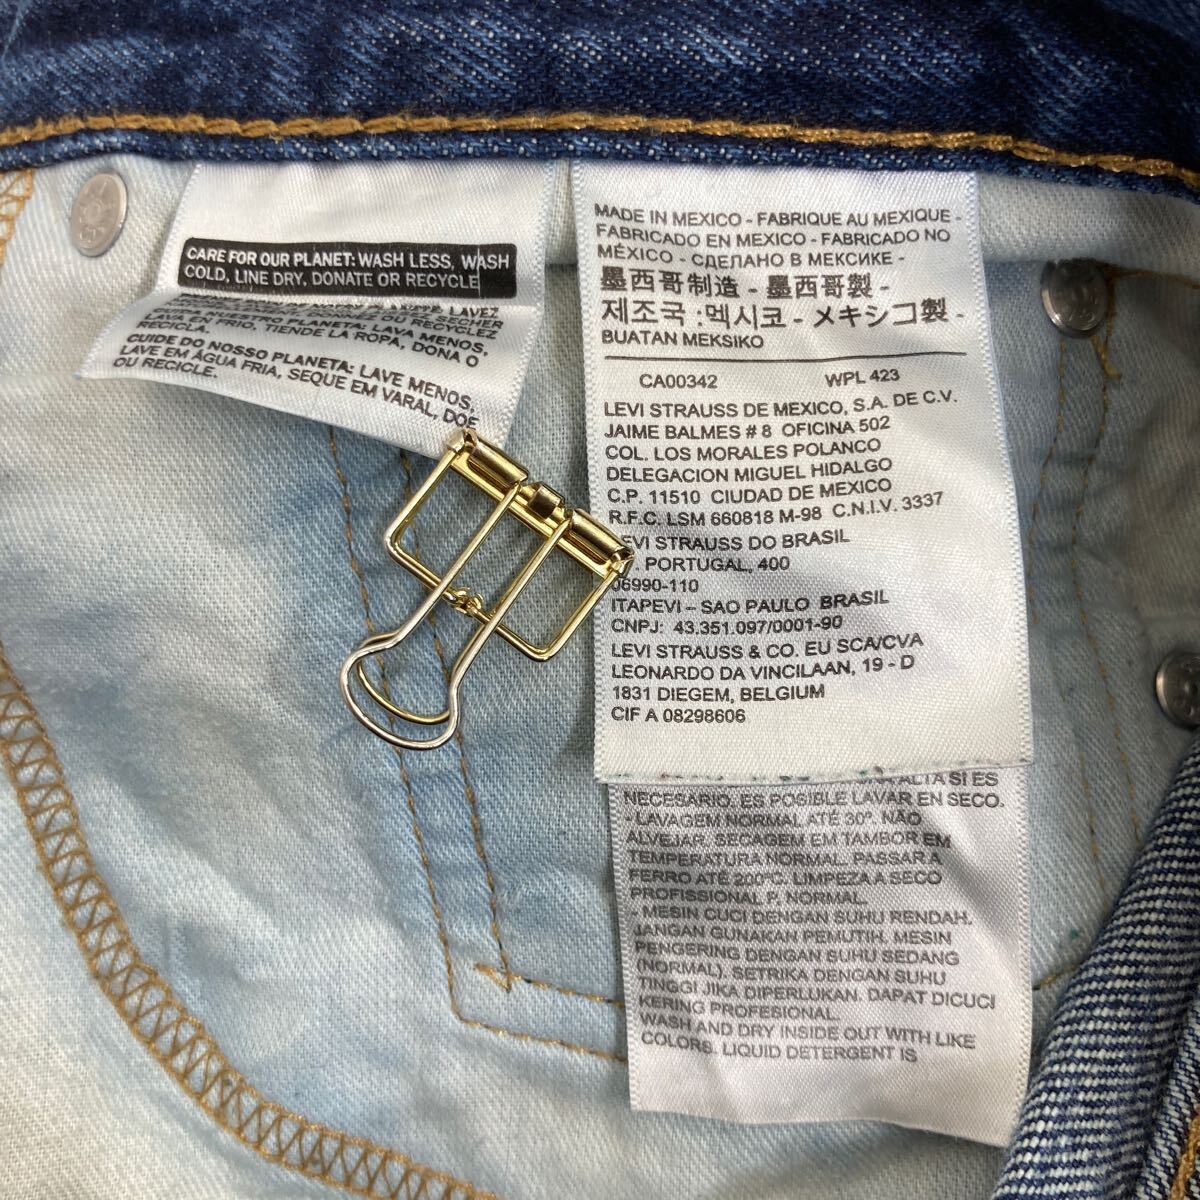 CARE FOR OUR PLANET: WASH LESS, WASH
COLD, LINE DRY, DONATE OR RECYCLE
LAVEZ
SÉCHER
DONNEZ OU RECYCLEZ
NUESTRO PLANETA: LAVA MENOS,
LAVA EN FRIO, TIENDE LA ROPA, DONA O
RECICLA.
CUIDE DO NOSSO PLANETA: LAVE MENOS,
LAVE EM ÁGUA FRIA, SEQUE EM VARAL, DOE
OU RECICLE.
MADE IN MEXICO - FABRIQUE AU MEXIQUE -
FABRICADO EN MEXICO - FABRICADO NO
MÉXICO - СДЕЛАНО В МЕКСИКЕ -
墨西哥制造 - 墨西哥製 -
제조국 :멕시코 - メキシコ製 -
BUATAN MEKSIKO
CA00342 WPL 423
LEVI STRAUSS DE MEXICO, S.A. DE C.V.
JAIME BALMES # 8 OFICINA 502
COL. LOS MORALES POLANCO
DELEGACION MIGUEL HIDALGO
C.P. 11510 CIUDAD DE MEXICO
R.F.C. LSM 660818 M-98 C.N.I.V. 3337
EVI STRAUSS DO BRASIL
. PORTUGAL, 400
06990-110
ITAPEVI – SAO PAULO BRASIL
CNPJ: 43.351.097/0001-90
LEVI STRAUSS & CO. EU SCA/CVA
LEONARDO DA VINCILAAN, 19 - D
1831 DIEGEM, BELGIUM
CIF A 08298606
ALTA SI ES
NECESARIO. ES POSIBLE LAVAR EN SECO.
- LAVAGEM NORMAL ATÉ 30º. NÃO
ALVEJAR. SECAGEM EM TAMBOR EM
TEMPERATURA NORMAL. PASSAR A
FERRO ATÉ 200ºC. LIMPEZA A SECO
PROFISSIONAL P. NORMAL.
- MESIN CUCI DENGAN SUHU RENDAH.
JANGAN GUNAKAN PEMUTIH. MESIN
PENGERING DENGAN SUHU SEDANG
(NORMAL). SETRIKA DENGAN SUHU
TINGGI JIKA DIPERLUKAN. DAPAT DICUCI
KERING PROFESIONAL.
WASH AND DRY INSIDE OUT WITH LIKE
COLORS. LIQUID DETERGENT IS